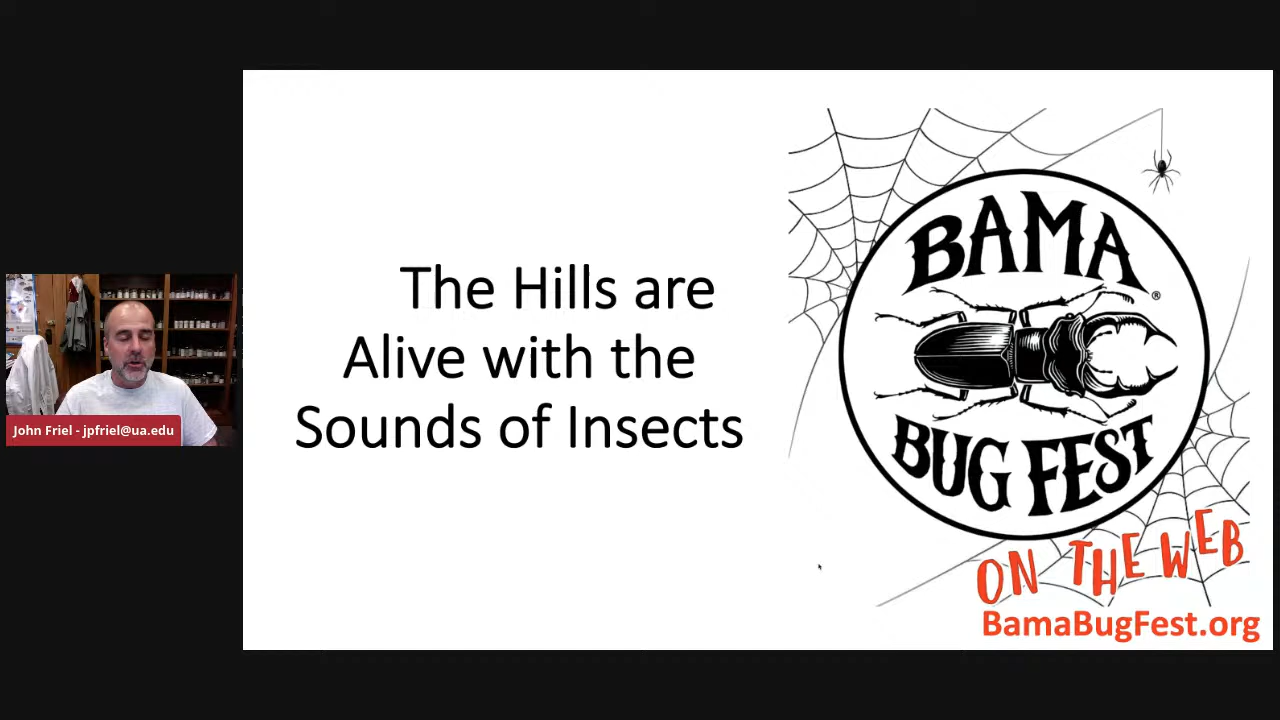 The Hills are
Alive with the
Sounds of Insects
BAMA
®
BUG FEST
ON THE WEB
BamaBugFest.org
John Friel - jpfriel@ua.edu